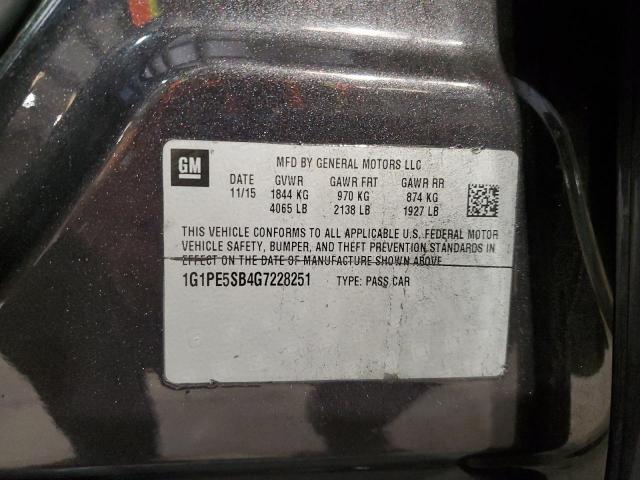 GM
MFD BY GENERAL MOTORS LLC
DATE GVWR GAWR FRT GAWR RR
11/15 1844 KG 970 KG 874 KG
4065 LB 2138 LB 1927 LB
THIS VEHICLE CONFORMS TO ALL APPLICABLE U.S. FEDERAL MOTOR
VEHICLE SAFETY, BUMPER, AND THEFT PREVENTION STANDARDS IN
EFFECT ON THE DATE OF MANUFACTURE SHOWN ABOVE
1G1PE5SB4G7228251 TYPE: PASS CAR